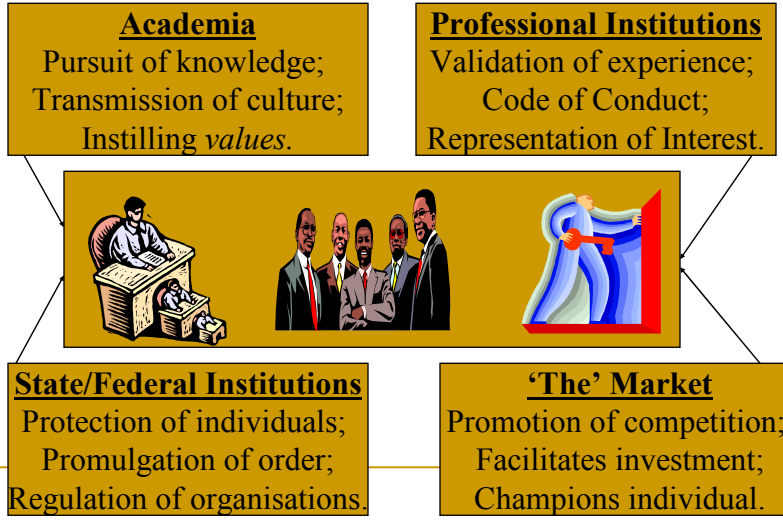 Academia
Pursuit of knowledge;
Transmission of culture;
Instilling values.
Professional Institutions
Validation of experience;
Code of Conduct;
Representation of Interest.
State/Federal Institutions
Protection of individuals;
Promulgation of order;
Regulation of organisations.
‘The’ Market
Promotion of competition;
Facilitates investment;
Champions individual.